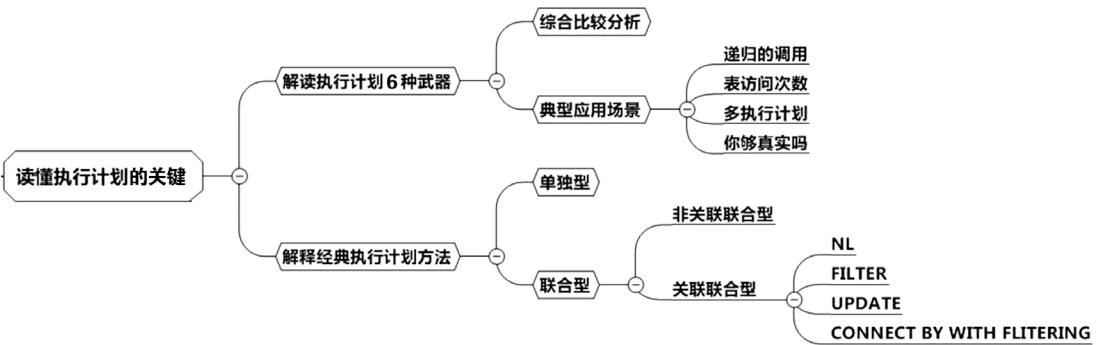 读懂执行计划的关键
解读执行计划6种武器
综合比较分析
典型应用场景
递归的调用
表访问次数
多执行计划
你够真实吗
解释经典执行计划方法
单独型
联合型
非关联联合型
关联联合型
NL
FILTER
UPDATE
CONNECT BY WITH FLITERING